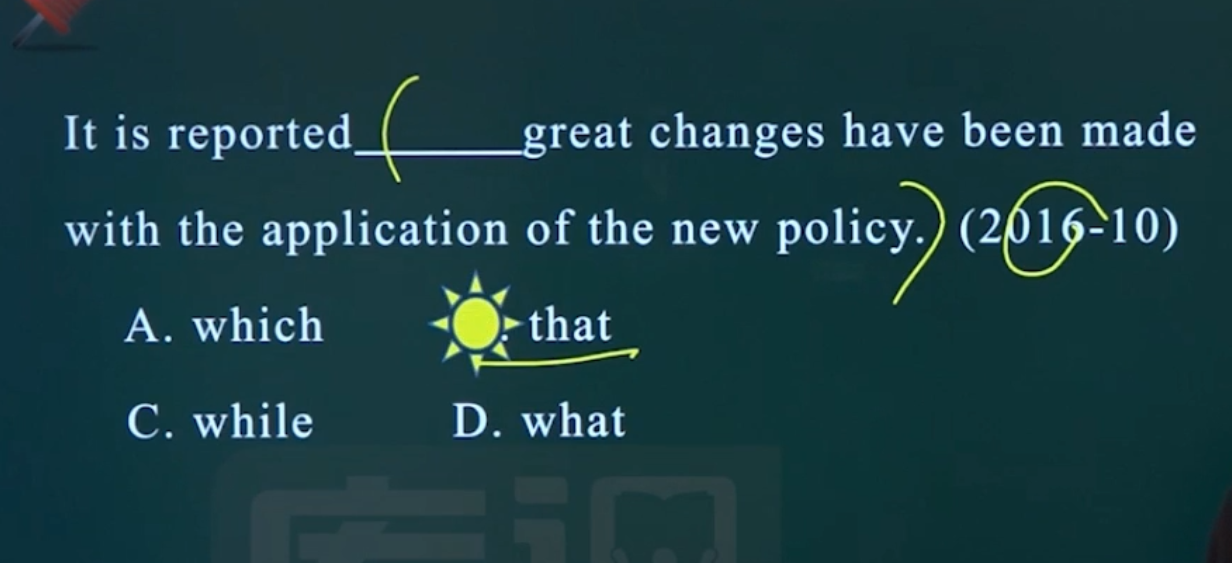 It is reported______great changes have been made
with the application of the new policy. (2016-10)
A. which . that
C. while D. what